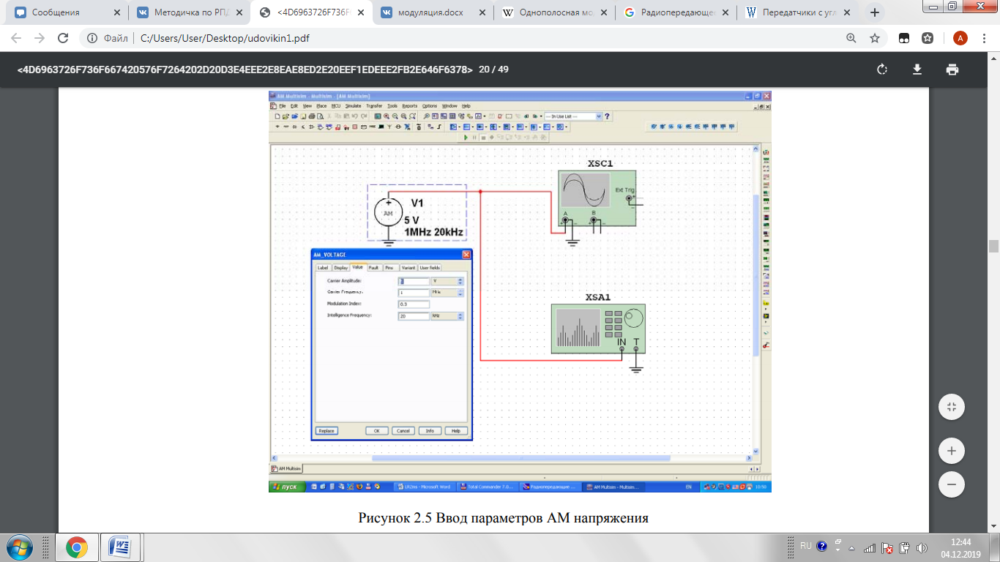 Сообщения
Методичка по РПД
<4D6963726F736F
модуляция.docx
Однополосная мо
Радиопередающе
Передатчики с угл
Файл C:/Users/User/Desktop/udovikin1.pdf
<4D6963726F736F667420576F7264202D20D3E4EEE2E8EAE8ED2E20EEF1EDEEE2FB2E646F6378> 20 / 49
AM Multisim - Multisim - [AM Multisim]
File Edit View Place MCU Simulate Transfer Tools Reports Options Window Help
--- In Use List ---
XSC1
Ext Trig
A B
V1
AM
5 V
1MHz 20kHz
AM_VOLTAGE
Label Display Value Fault Pins Variant User fields
Carrier Amplitude: V
Carrier Frequency: 1 MHz
Modulation Index: 0.5
Intelligence Frequency: 20 kHz
Replace OK Cancel Info Help
XSA1
IN T
AM Multisim
пуск
LR2ms - Microsoft Word
Total Commander 7.0...
Радиопередающие ...
AM Multisim - Multisim...
EN
10:50
Рисунок 2.5 Ввод параметров АМ напряжения
RU
12:44
04.12.2019